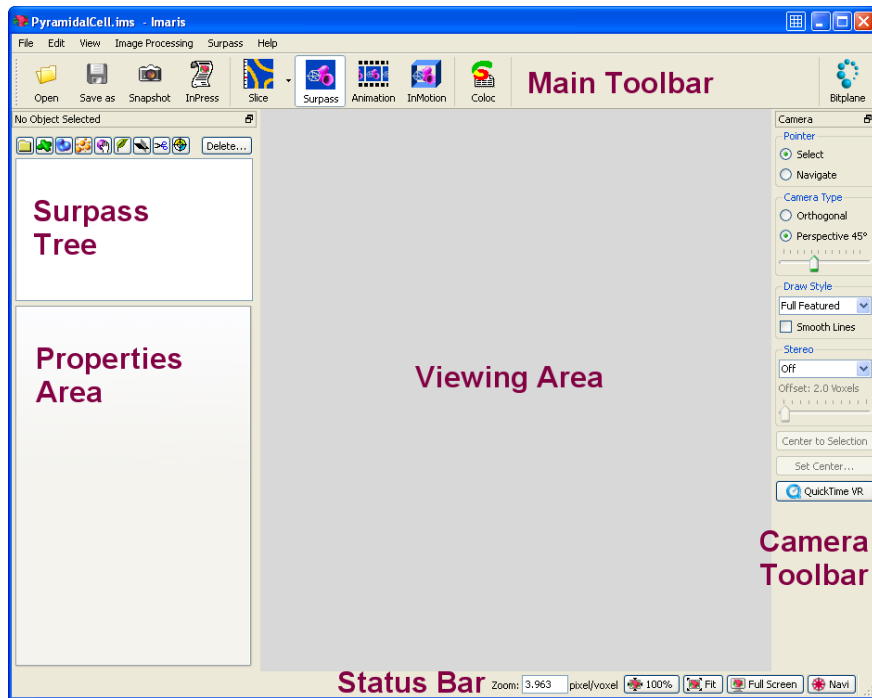 PyramidalCell.ims - Imaris
File Edit View Image Processing Surpass Help
Open Save as Snapshot InPress Slice Surpass Animation InMotion Coloc Main Toolbar Bitplane
No Object Selected
Delete...
Surpass
Tree
Properties
Area
Viewing Area
Camera
Pointer
Select
Navigate
Camera Type
Orthogonal
Perspective 45°
Draw Style
Full Featured
Smooth Lines
Stereo
Off
Offset: 2.0 Voxels
Center to Selection
Set Center...
QuickTime VR
Camera
Toolbar
Status Bar Zoom: 3.963 pixel/voxel 100% Fit Full Screen Navi